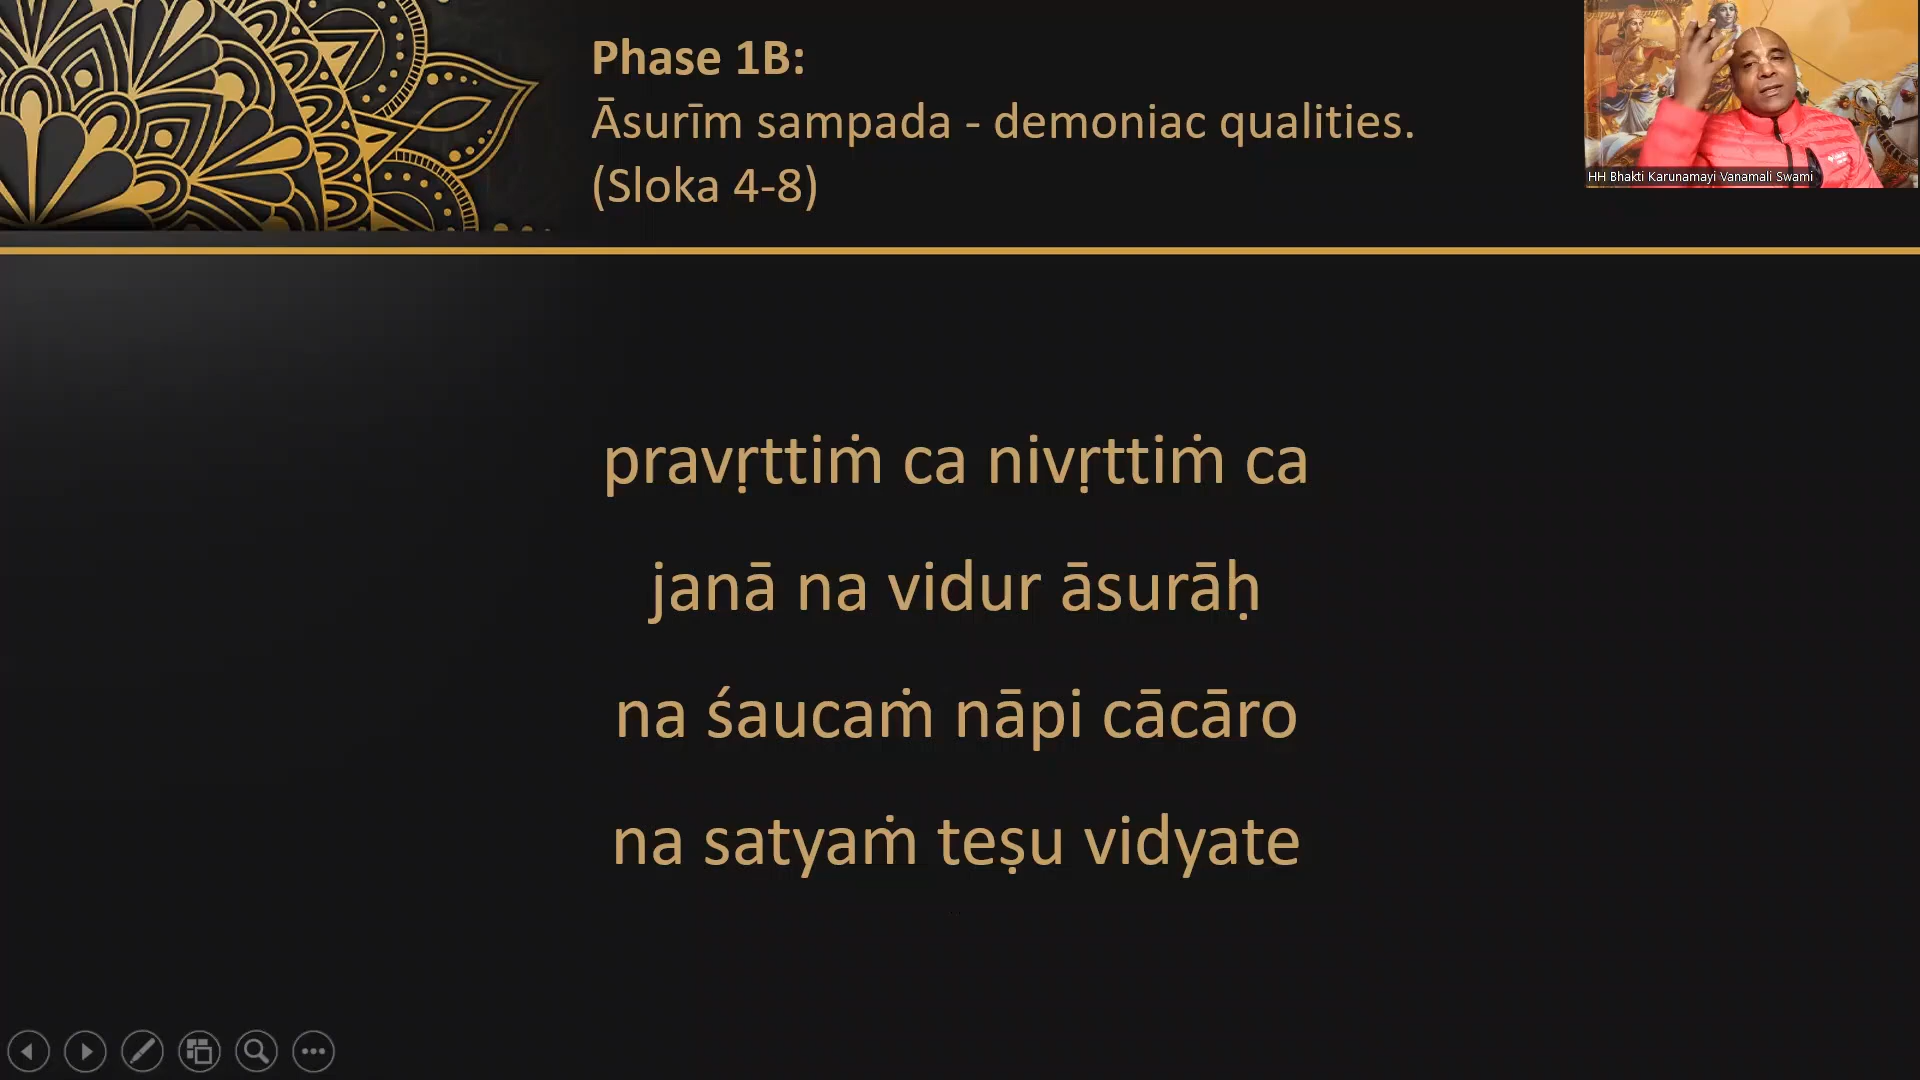 Phase 1B:
Āsurīm sampada - demoniac qualities.
(Sloka 4-8)
HH Bhakti Karunamayi Vanamali Swami
pravṛttiṁ ca nivṛttiṁ ca
janā na vidur āsurāḥ
na śaucaṁ nāpi cācāro
na satyaṁ teṣu vidyate